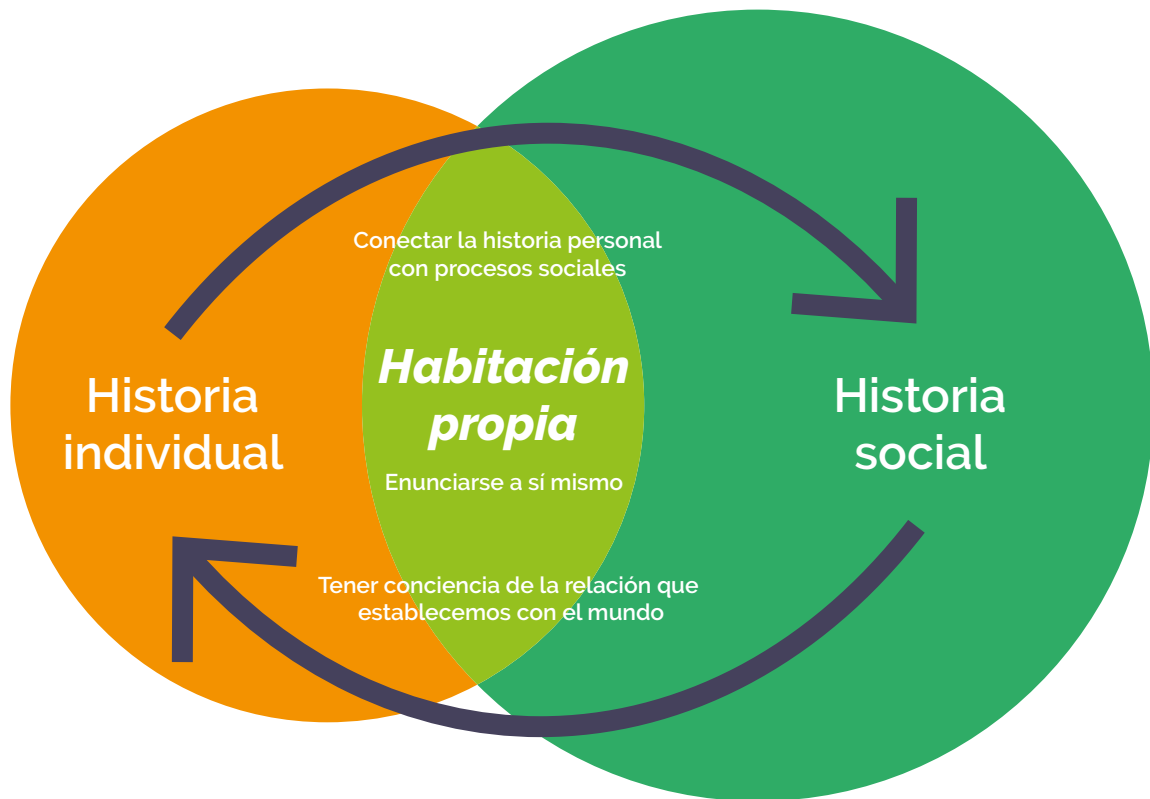 Conectar la historia personal
con procesos sociales
Historia
individual
Habitación
propia
Enunciarse a sí mismo
Historia
social
Tener conciencia de la relación que
establecemos con el mundo